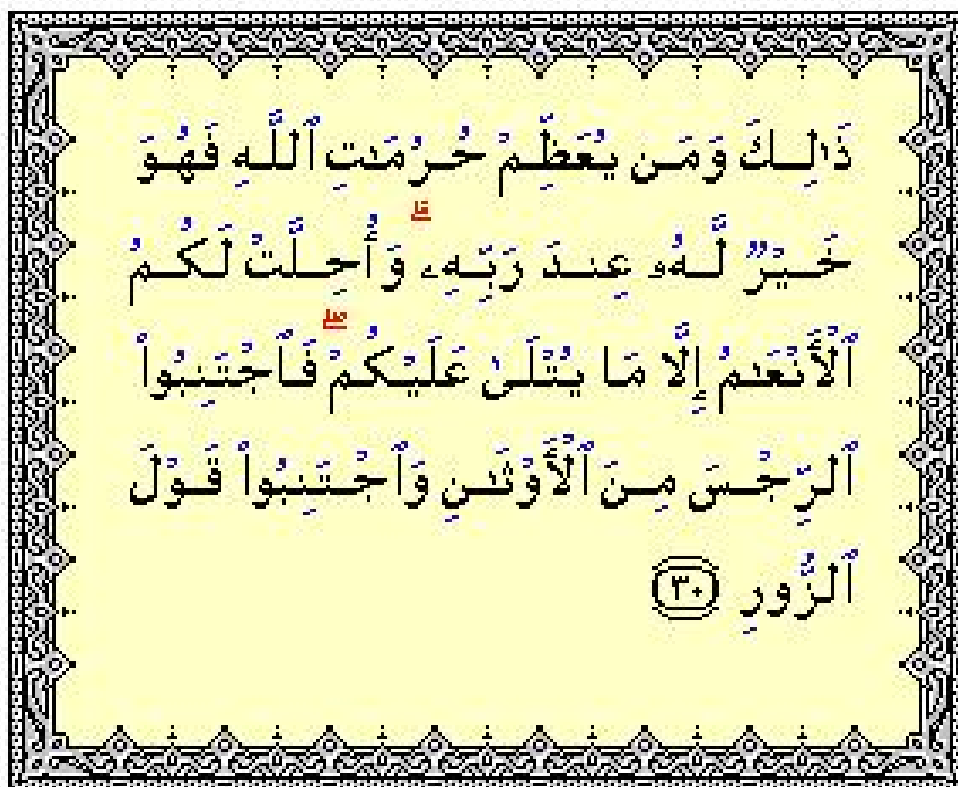 ذَٰلِكَ وَمَن يُعَظِّمْ حُرُمَـٰتِ ٱللَّهِ فَهُوَ
خَيْرٌ لَّهُۥ عِندَ رَبِّهِۦ ۗ وَأُحِلَّتْ لَكُمُ
ٱلْأَنْعَـٰمُ إِلَّا مَا يُتْلَىٰ عَلَيْكُمْ ۖ فَٱجْتَنِبُوا۟
ٱلرِّجْسَ مِنَ ٱلْأَوْثَـٰنِ وَٱجْتَنِبُوا۟ قَوْلَ
ٱلزُّورِ ٣٠